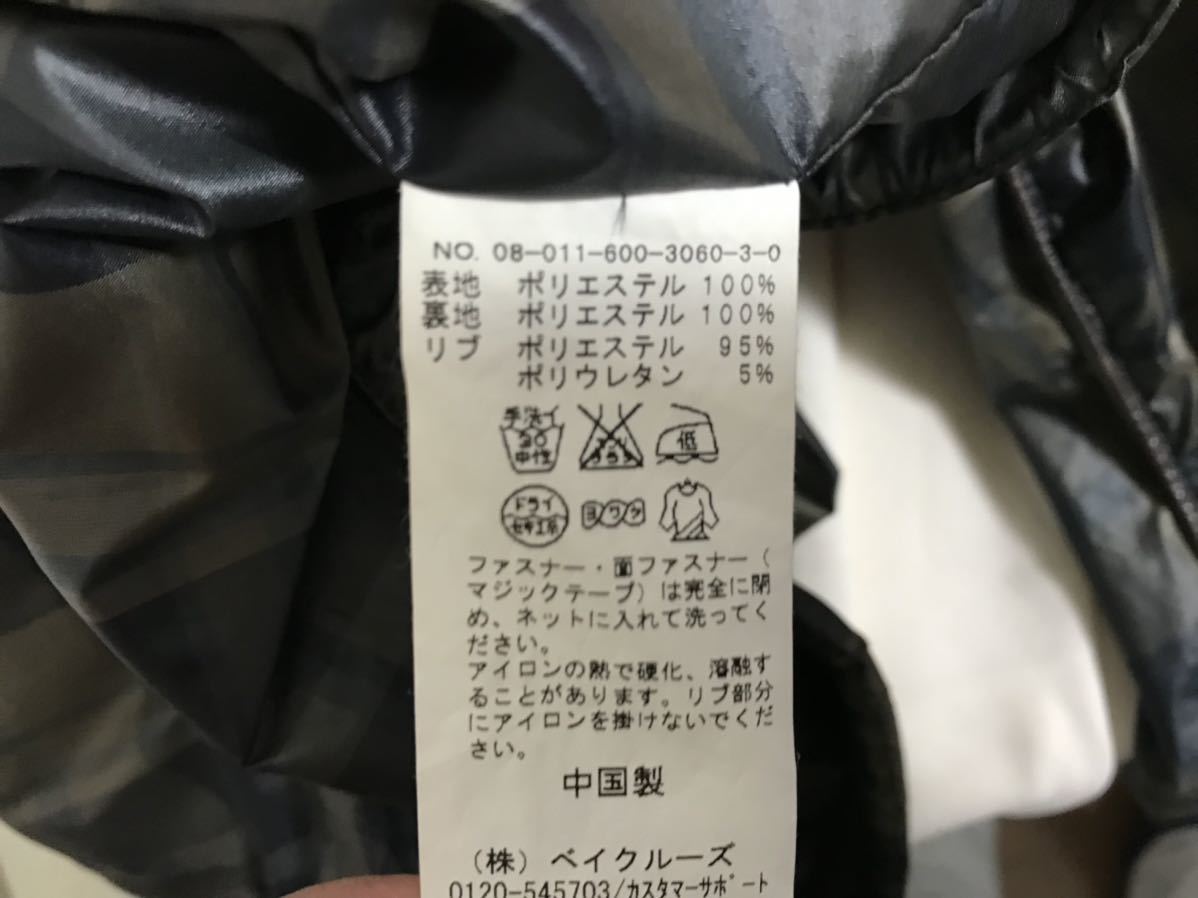 NO. 08-011-600-3060-3-0
表地 ポリエステル 100%
裏地 ポリエステル 100%
リブ ポリエステル 95%
ポリウレタン 5%
手洗イ
30
中性
エンソ
サラシ
低
ドライ
セキユ系
ヨワク
ファスナー・面ファスナー(
マジックテープ)は完全に閉
め、ネットに入れて洗ってく
ださい。
アイロンの熱で硬化、溶融す
ることがあります。リブ部分
にアイロンを掛けないでくだ
さい。
中国製
(株)ベイクルーズ
0120-545703/カスタマーサポート